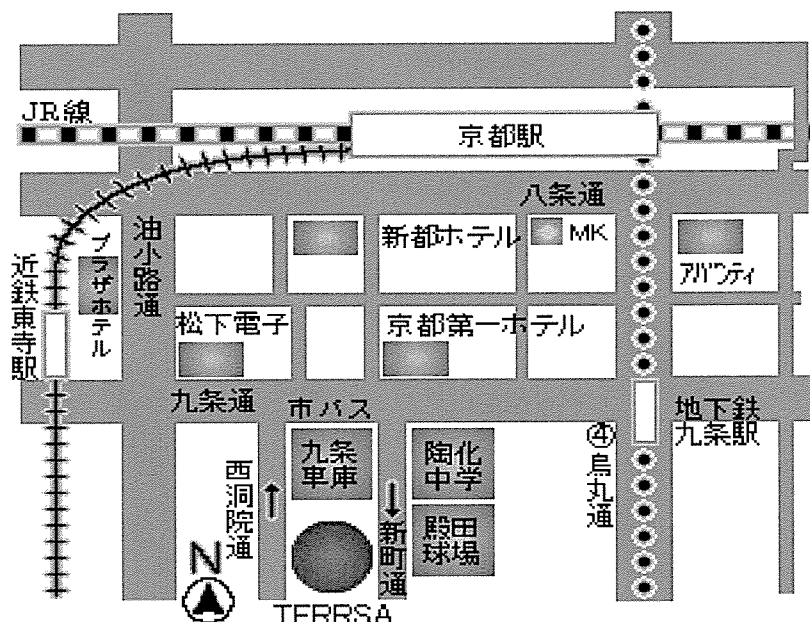 JR線
京都駅
八条通
新都ホテル
MK
アバンティ
油小路通
プラザホテル
近鉄東寺駅
松下電子
京都第一ホテル
九条通
市バス
九条
車庫
陶化
中学
地下鉄
九条駅
④烏丸通
西洞院通
新町通
殿田
球場
N
TERRSA